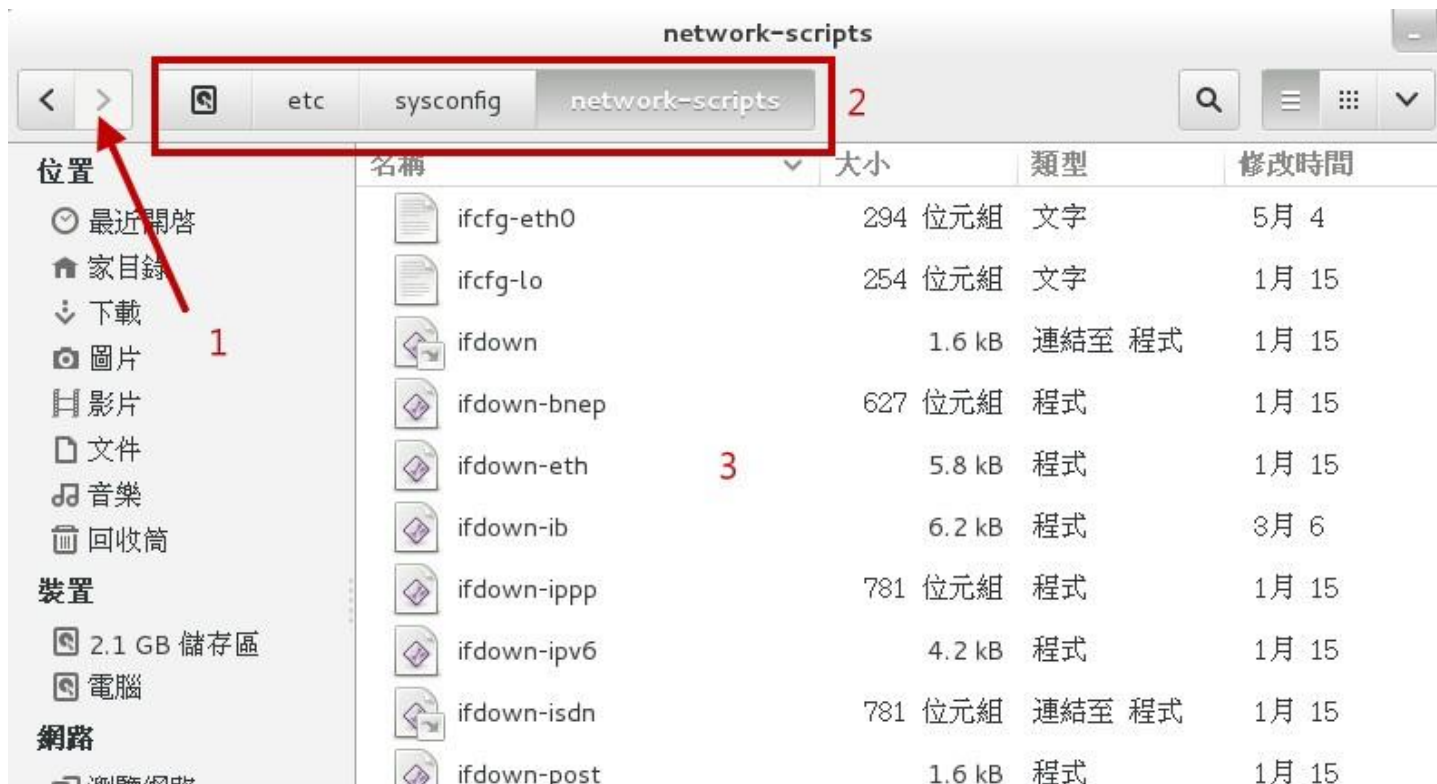 network-scripts
etc sysconfig network-scripts 2
位置
最近開啓
家目錄
下載
圖片
影片
文件
音樂
回收筒
裝置
2.1 GB 儲存區
電腦
網路
瀏覽網路
1
名稱 大小 類型 修改時間
ifcfg-eth0 294 位元組 文字 5月 4
ifcfg-lo 254 位元組 文字 1月 15
ifdown 1.6 kB 連結至 程式 1月 15
ifdown-bnep 627 位元組 程式 1月 15
ifdown-eth 3 5.8 kB 程式 1月 15
ifdown-ib 6.2 kB 程式 3月 6
ifdown-ippp 781 位元組 程式 1月 15
ifdown-ipv6 4.2 kB 程式 1月 15
ifdown-isdn 781 位元組 連結至 程式 1月 15
ifdown-post 1.6 kB 程式 1月 15